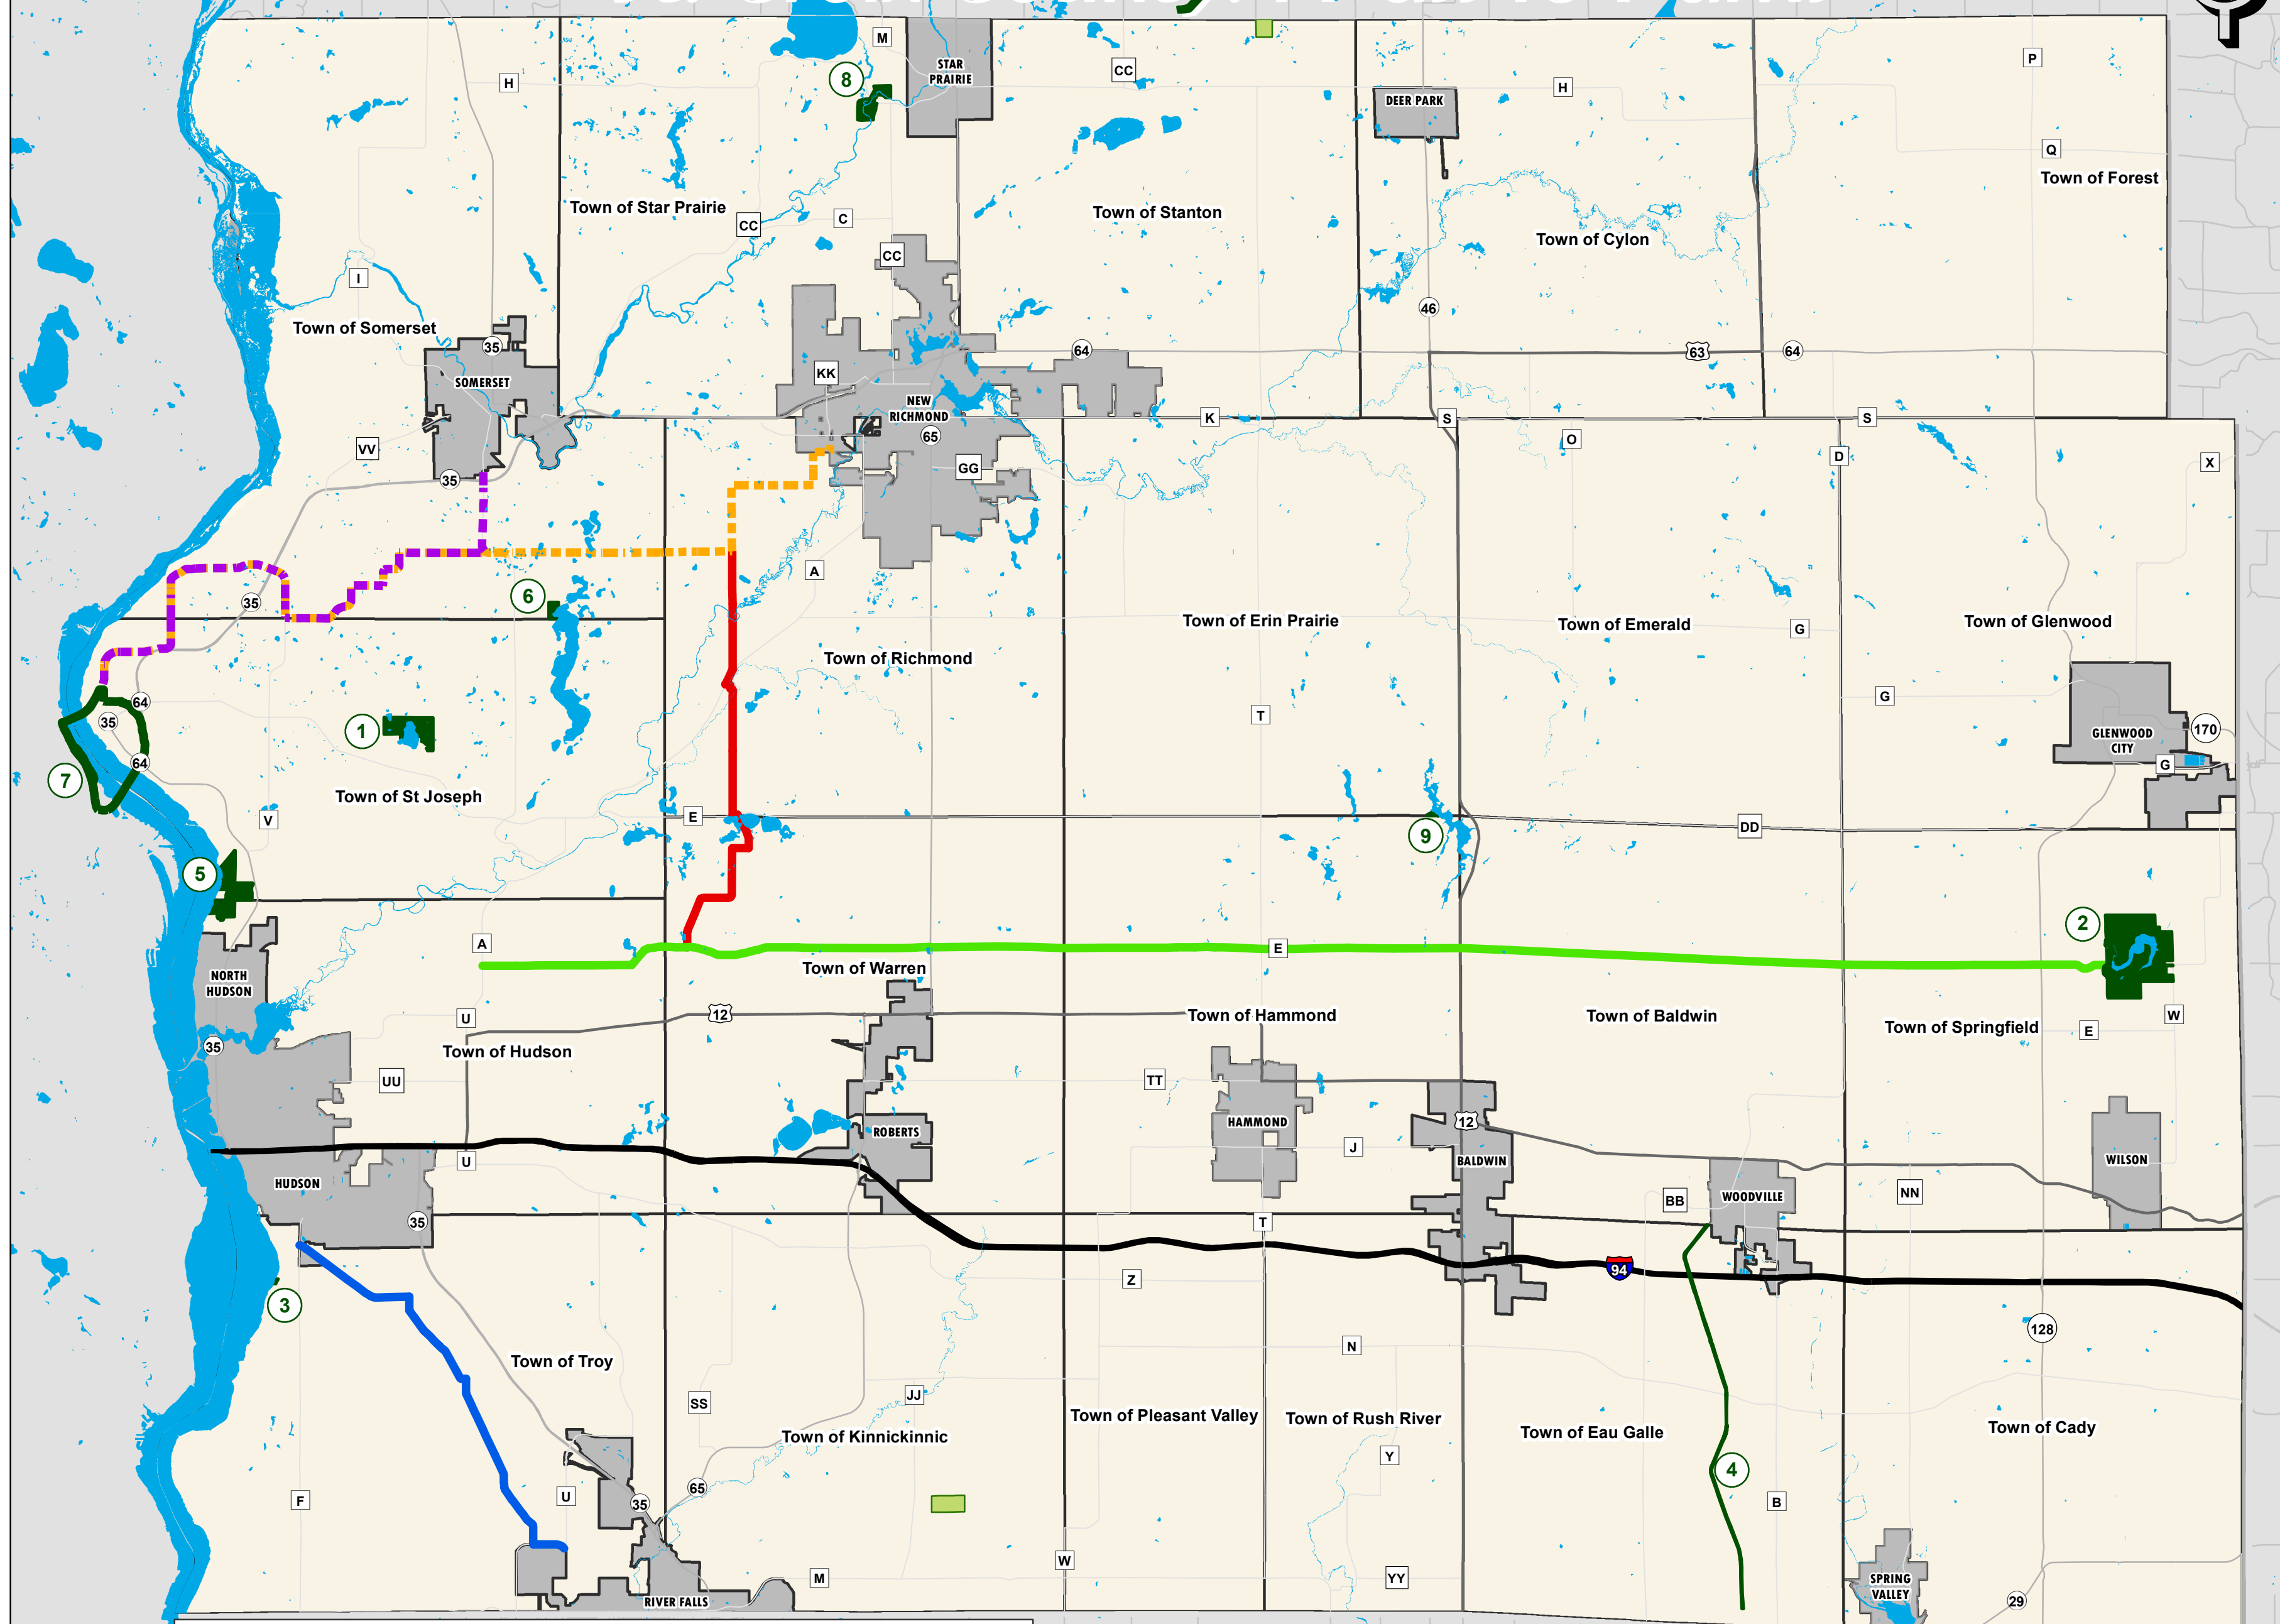 M
STAR
PRAIRIE
8
H
CC
DEER PARK
H
P
Q
Town of Forest
Town of Star Prairie
CC
C
Town of Stanton
Town of Cylon
CC
I
Town of Somerset
46
35
SOMERSET
KK
64
63
64
NEW
RICHMOND
65
K
S
S
VV
O
D
X
35
GG
A
6
35
Town of Erin Prairie
Town of Emerald
G
Town of Glenwood
Town of Richmond
64
35
1
T
G
GLENWOOD
CITY
170
64
G
7
Town of St Joseph
V
E
DD
9
5
2
A
E
NORTH
HUDSON
Town of Warren
U
12
Town of Hammond
Town of Baldwin
W
Town of Springfield
E
35
Town of Hudson
UU
TT
HAMMOND
12
ROBERTS
J
U
BALDWIN
WILSON
HUDSON
BB
WOODVILLE
NN
35
T
94
Z
3
128
N
Town of Troy
SS
JJ
Town of Pleasant Valley
Town of Rush River
Town of Kinnickinnic
Town of Eau Galle
Town of Cady
Y
4
65
F
U
35
B
W
M
YY
SPRING
VALLEY
RIVER FALLS
29